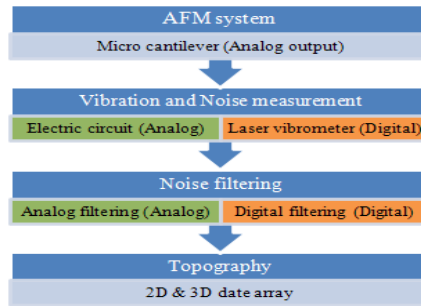 AFM system
Micro cantilever (Analog output)
Vibration and Noise measurement
Electric circuit (Analog) Laser vibrometer (Digital)
Noise filtering
Analog filtering (Analog) Digital filtering (Digital)
Topography
2D & 3D date array